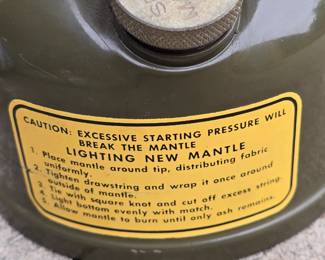 CAUTION: EXCESSIVE STARTING PRESSURE WILL
BREAK THE MANTLE
LIGHTING NEW MANTLE
1. Place mantle around tip, distributing fabric
uniformly.
2. Tighten drawstring and wrap it once around
outside of mantle.
3. Tie with square knot and cut off excess string.
4. Light bottom evenly with match.
5. Allow mantle to burn until only ash remains.